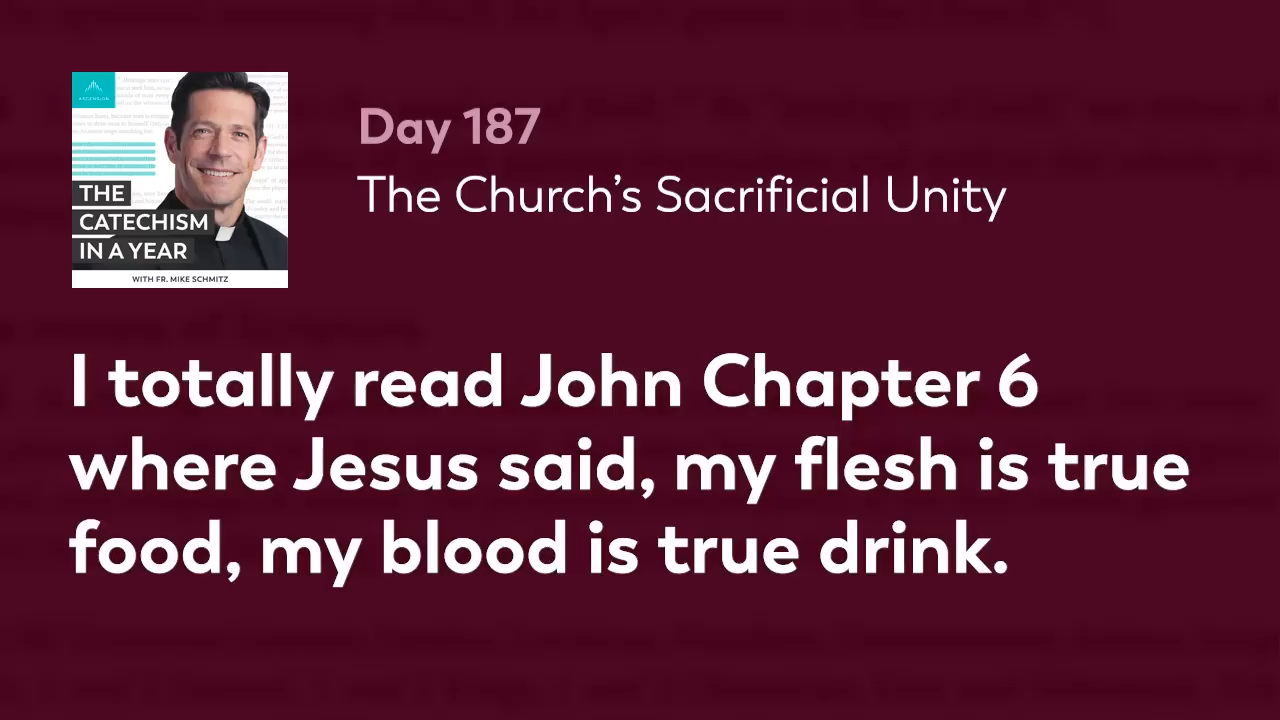 ASCENSION
THE
CATECHISM
IN A YEAR
WITH FR. MIKE SCHMITZ
Day 187
The Church’s Sacrificial Unity
I totally read John Chapter 6
where Jesus said, my flesh is true
food, my blood is true drink.